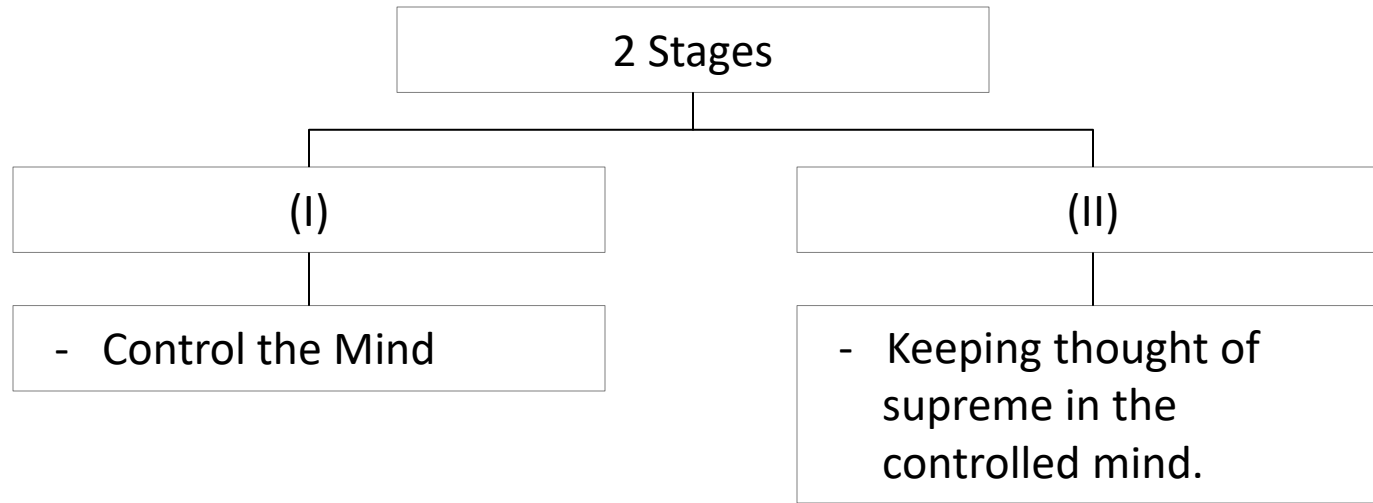 2 Stages
(I)
(II)
- Control the Mind
- Keeping thought of
supreme in the
controlled mind.